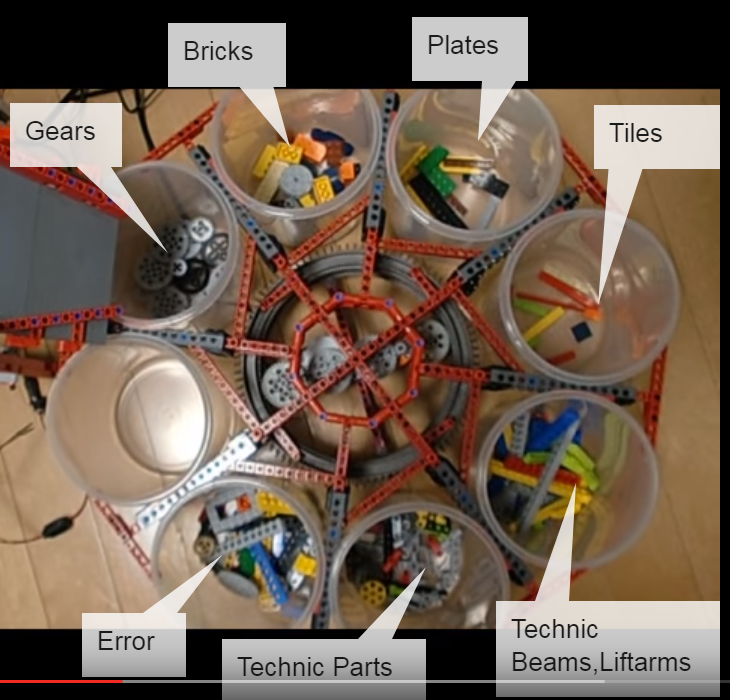 Bricks
Plates
Gears
Tiles
Error
Technic Parts
Technic
Beams,Liftarms